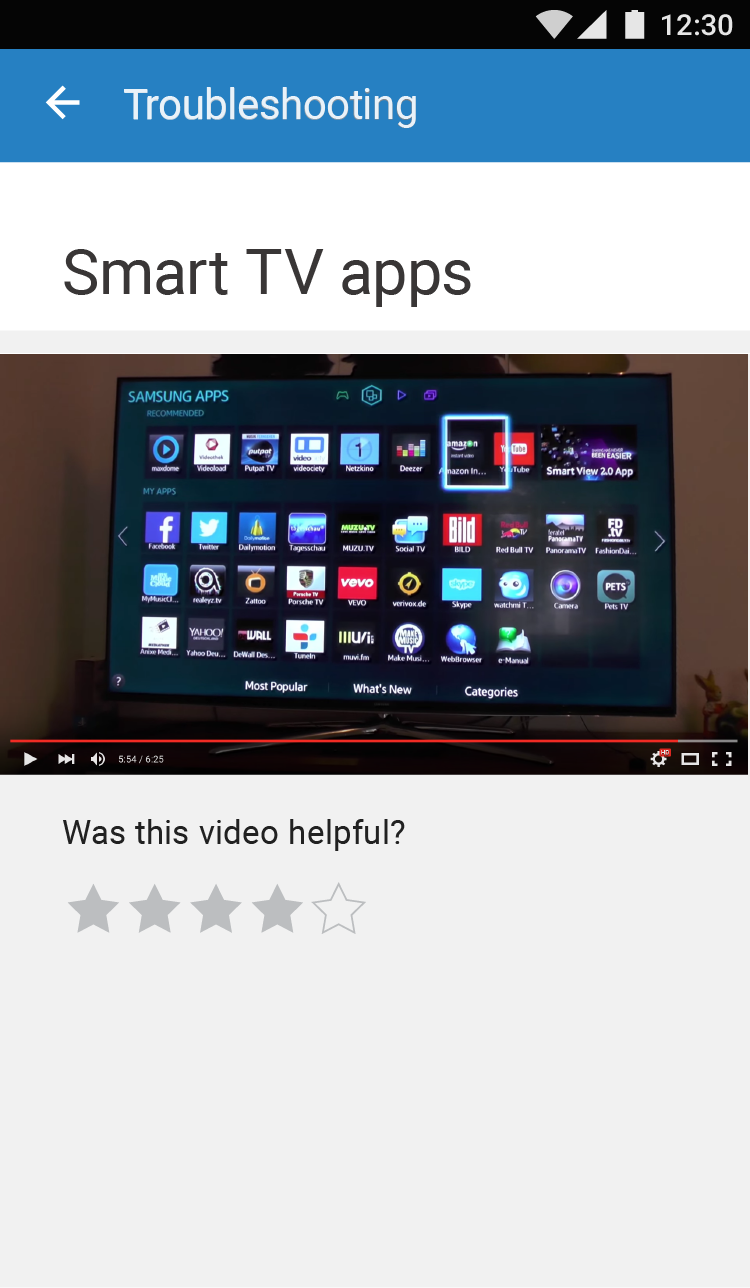 12:30
Troubleshooting
Smart TV apps
SAMSUNG APPS
RECOMMENDED
maxdome Videoload Putpat TV videociety Netzkino Deezer Amazon In... YouTube Smart View 2.0 App
MY APPS
Facebook Twitter Dailymotion Tagesschau MUZU.TV Social TV BILD Red Bull TV PanoramaTV FashionDai...
MyMusicCl... realeyz.tv Zattoo Porsche TV VEVO verivox.de Skype watchmi T... Camera Pets TV
Anixe Medi... Yahoo Deu... DeWall Des... TuneIn muvi.fm Make Musi... WebBrowser e-Manual
? Most Popular What's New Categories
5:54 / 6:25 HD
Was this video helpful?